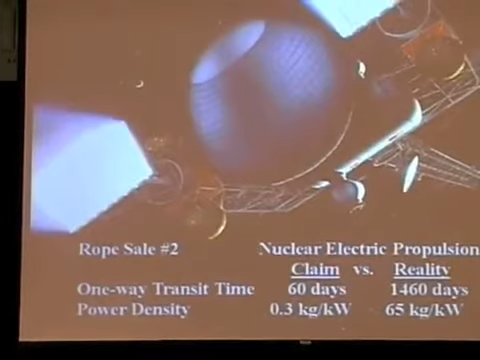 Rope Sale #2 Nuclear Electric Propulsion
Claim vs. Reality
One-way Transit Time 60 days 1460 days
Power Density 0.3 kg/kW 65 kg/kW